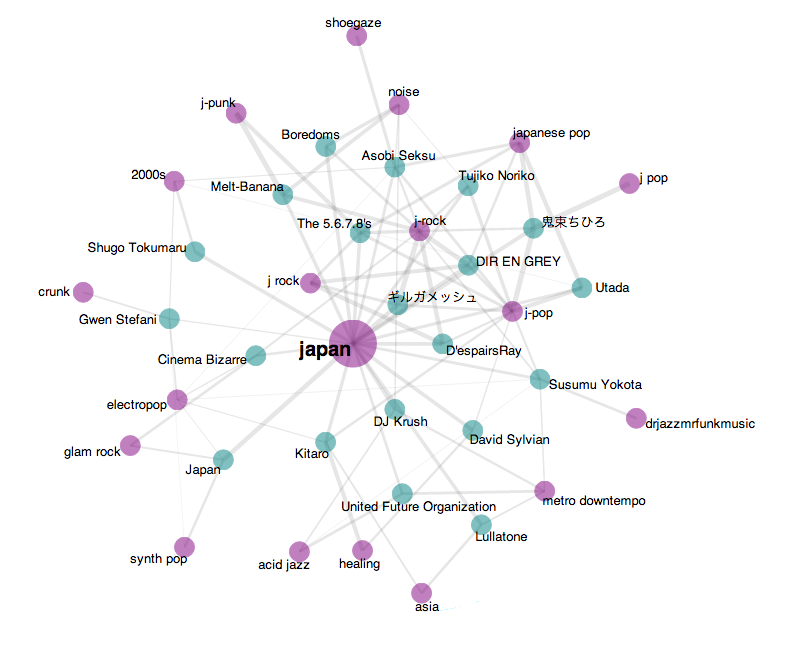 shoegaze
noise
j-punk
Boredoms
japanese pop
Asobi Seksu
2000s
Melt-Banana
Tujiko Noriko
j pop
The 5.6.7.8's
j-rock
鬼束ちひろ
Shugo Tokumaru
DIR EN GREY
j rock
crunk
ギルガメッシュ
Utada
Gwen Stefani
j-pop
japan
Cinema Bizarre
D'espairsRay
Susumu Yokota
electropop
DJ Krush
drjazzmrfunkmusic
glam rock
Kitaro
David Sylvian
Japan
United Future Organization
metro downtempo
Lullatone
synth pop
acid jazz
healing
asia